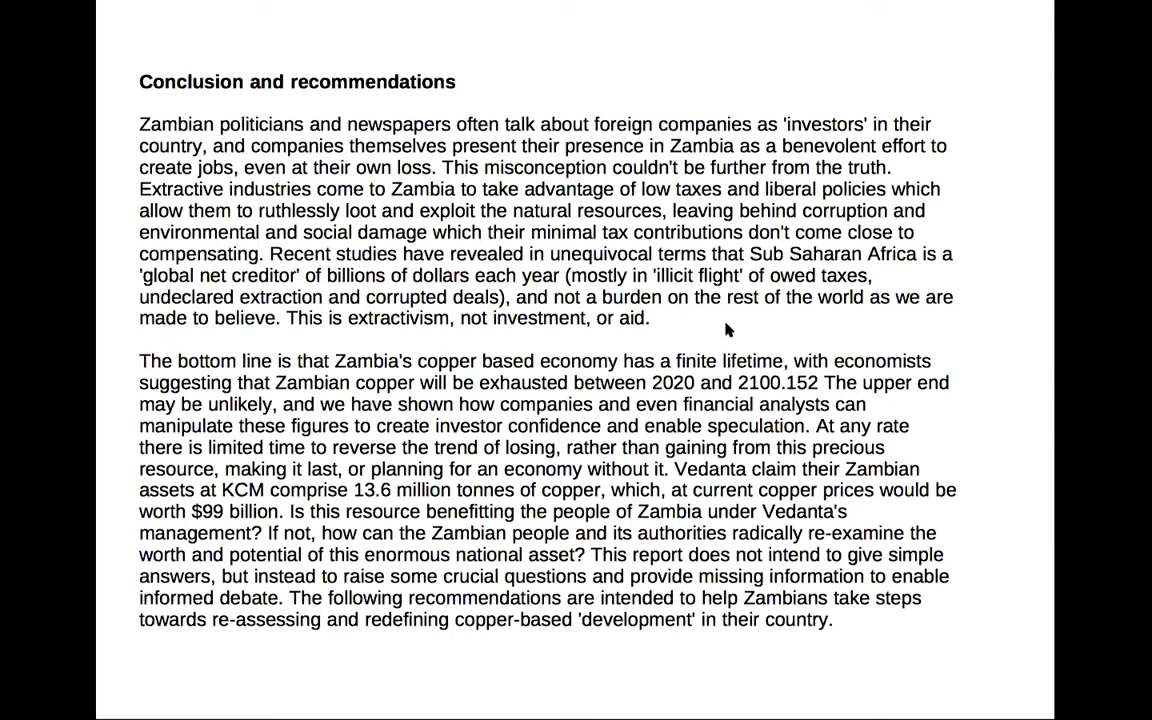 Conclusion and recommendations
Zambian politicians and newspapers often talk about foreign companies as 'investors' in their
country, and companies themselves present their presence in Zambia as a benevolent effort to
create jobs, even at their own loss. This misconception couldn't be further from the truth.
Extractive industries come to Zambia to take advantage of low taxes and liberal policies which
allow them to ruthlessly loot and exploit the natural resources, leaving behind corruption and
environmental and social damage which their minimal tax contributions don't come close to
compensating. Recent studies have revealed in unequivocal terms that Sub Saharan Africa is a
'global net creditor' of billions of dollars each year (mostly in 'illicit flight' of owed taxes,
undeclared extraction and corrupted deals), and not a burden on the rest of the world as we are
made to believe. This is extractivism, not investment, or aid.
The bottom line is that Zambia's copper based economy has a finite lifetime, with economists
suggesting that Zambian copper will be exhausted between 2020 and 2100.152 The upper end
may be unlikely, and we have shown how companies and even financial analysts can
manipulate these figures to create investor confidence and enable speculation. At any rate
there is limited time to reverse the trend of losing, rather than gaining from this precious
resource, making it last, or planning for an economy without it. Vedanta claim their Zambian
assets at KCM comprise 13.6 million tonnes of copper, which, at current copper prices would be
worth $99 billion. Is this resource benefitting the people of Zambia under Vedanta's
management? If not, how can the Zambian people and its authorities radically re-examine the
worth and potential of this enormous national asset? This report does not intend to give simple
answers, but instead to raise some crucial questions and provide missing information to enable
informed debate. The following recommendations are intended to help Zambians take steps
towards re-assessing and redefining copper-based 'development' in their country.